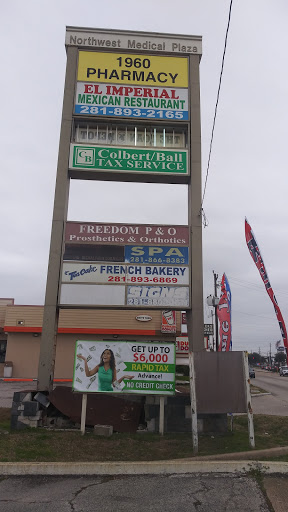 Northwest Medical Plaza
1960
PHARMACY
EL IMPERIAL
MEXICAN RESTAURANT
281-893-2165
CB Colbert/Ball
TAX SERVICE
FREEDOM P & O
Prosthetics & Orthotics
SPA
281-866-8383
FRENCH BAKERY
281-893-6869
SIGNS
GET UP TO
$6,000
RAPID TAX
Advance!
NO CREDIT CHECK